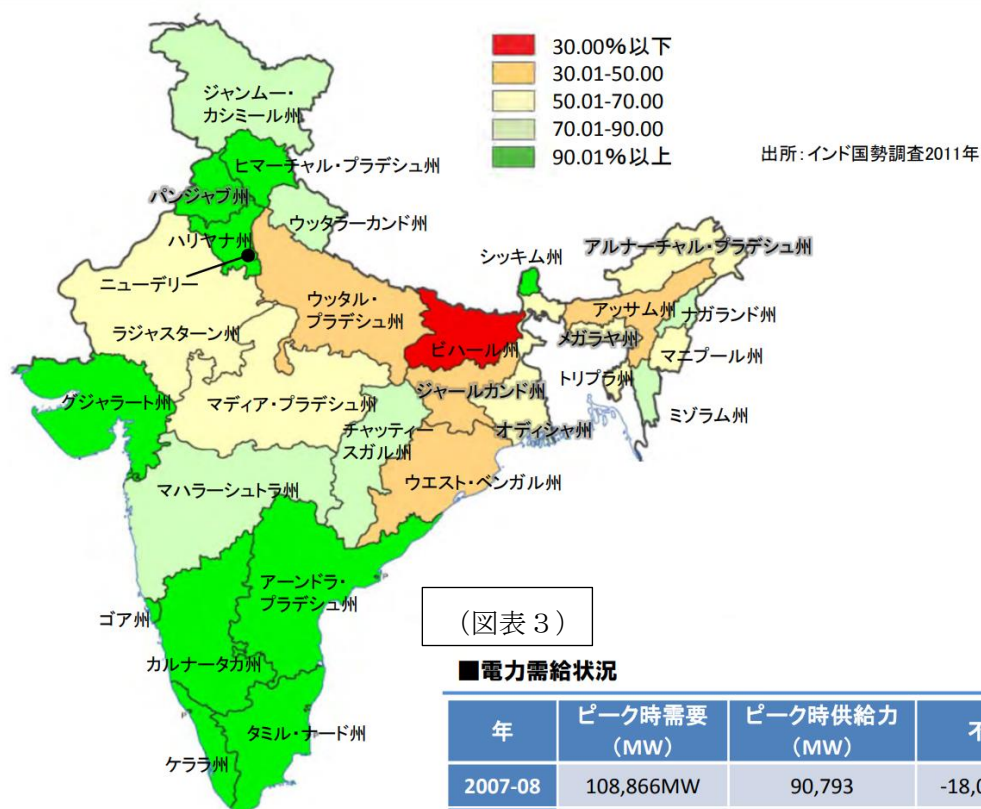 30.00%以下
30.01-50.00
50.01-70.00
70.01-90.00
90.01%以上
出所：インド国勢調査2011年
ジャンムー・
カシミール州
ヒマーチャル・プラデシュ州
パンジャブ州
ウッタラーカンド州
ハリヤナ州
ニューデリー
シッキム州
アルナーチャル・プラデシュ州
ウッタル・
プラデシュ州
アッサム州
ナガランド州
ラジャスターン州
ビハール州
メガラヤ州
マニプール州
トリプラ州
ジャールカンド州
グジャラート州
マディア・プラデシュ州
ミゾラム州
チャッティー
スガル州
オディシャ州
ウエスト・ベンガル州
マハラーシュトラ州
アーンドラ・
プラデシュ州
ゴア州
カルナータカ州
タミル・ナード州
ケララ州
（図表３）
■電力需給状況
年
ピーク時需要
（MW）
ピーク時供給力
（MW）
不
2007-08
108,866MW
90,793
-18,0